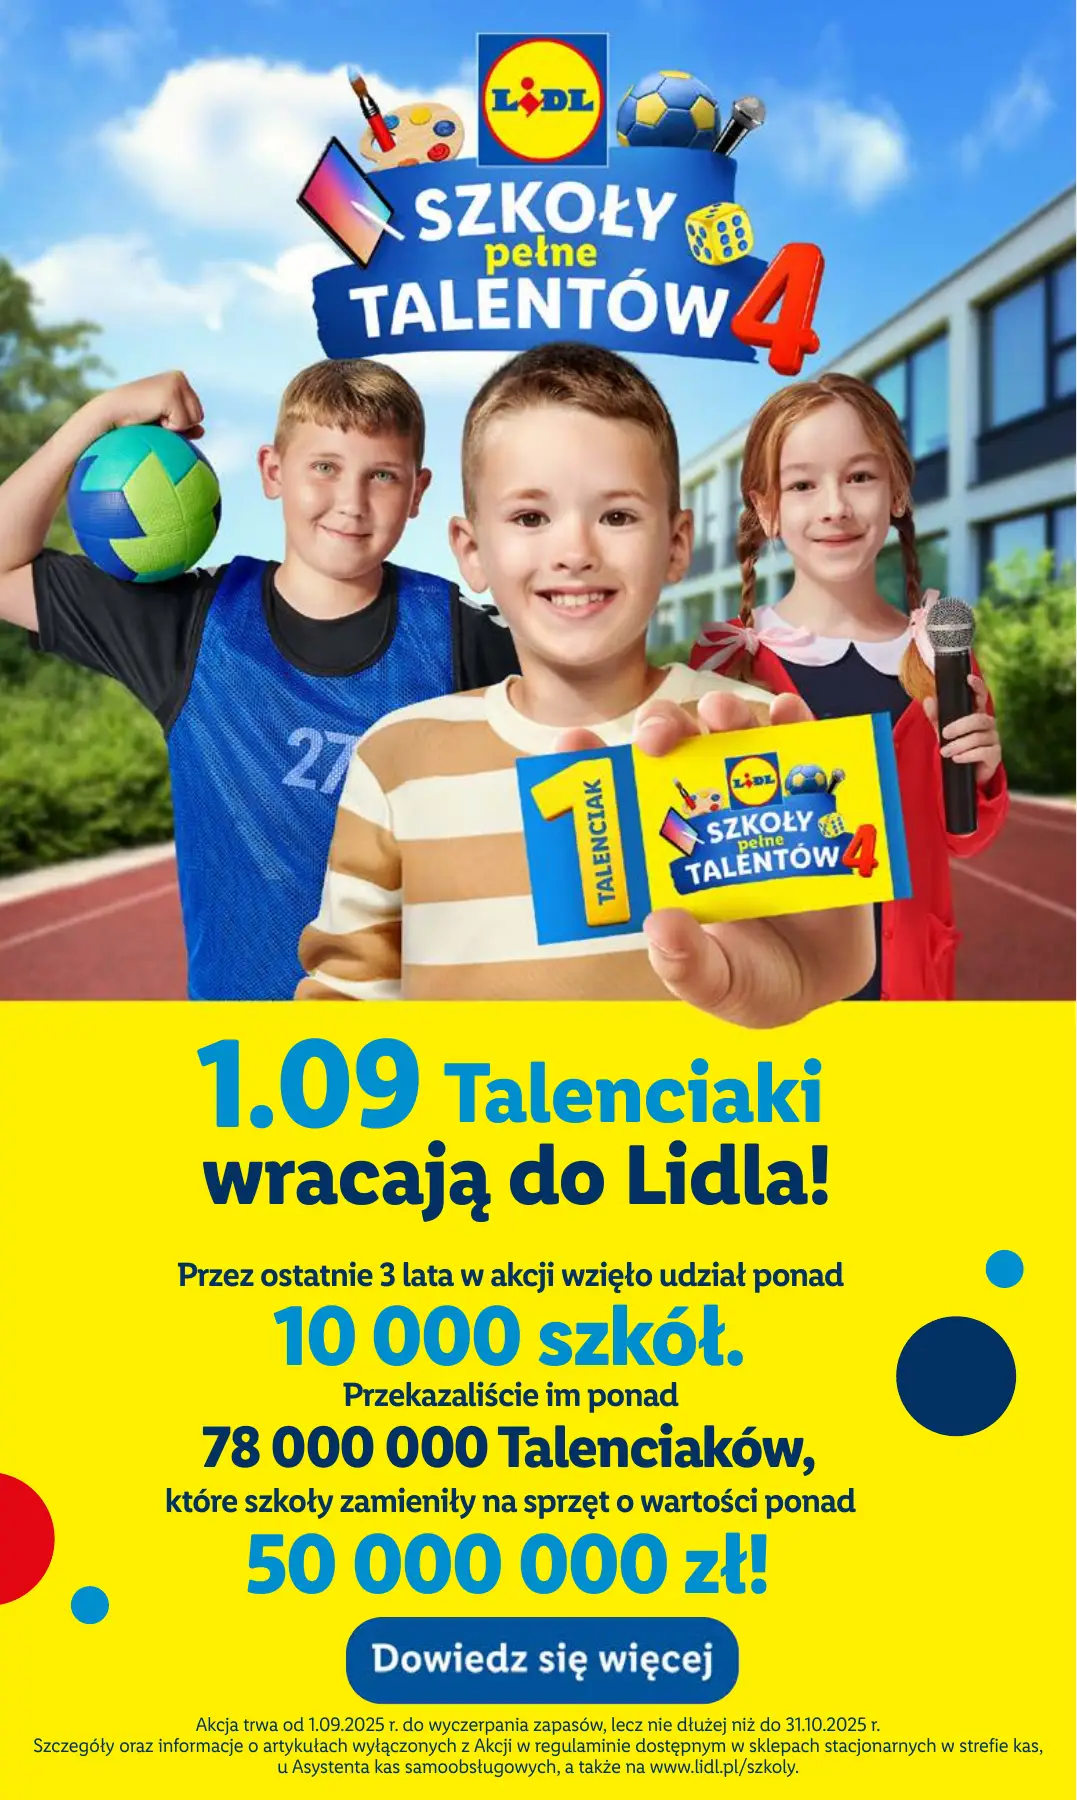 LIDL
SZKOŁY
pełne
TALENTÓW 4
27
1
TALENCIAK
LIDL
SZKOŁY
pełne
TALENTÓW 4
1.09 Talenciaki
wracają do Lidla!
Przez ostatnie 3 lata w akcji wzięło udział ponad
10 000 szkół.
Przekazaliście im ponad
78 000 000 Talenciaków,
które szkoły zamieniły na sprzęt o wartości ponad
50 000 000 zł!
Dowiedz się więcej
Akcja trwa od 1.09.2025 r. do wyczerpania zapasów, lecz nie dłużej niż do 31.10.2025 r.
Szczegóły oraz informacje o artykułach wyłączonych z Akcji w regulaminie dostępnym w sklepach stacjonarnych w strefie kas,
u Asystenta kas samoobsługowych, a także na www.lidl.pl/szkoly.